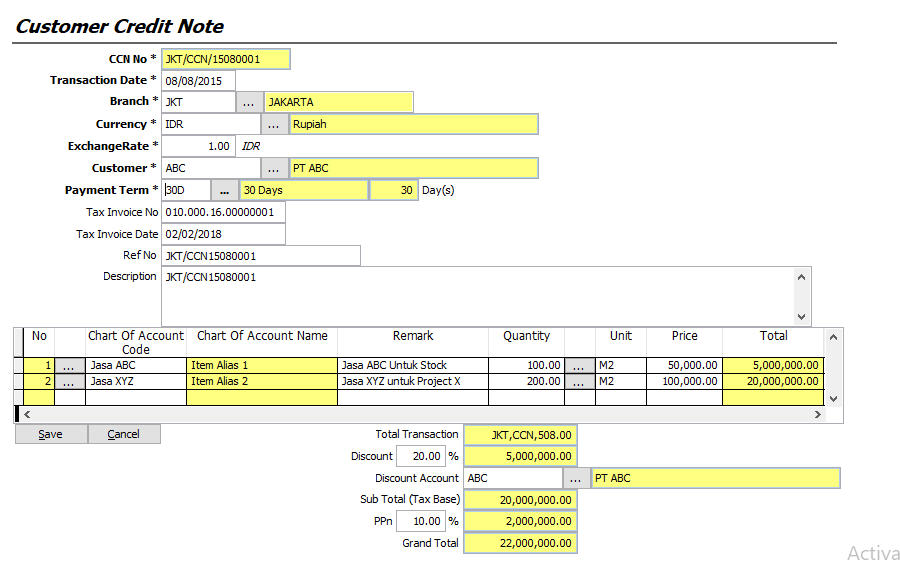 Customer Credit Note
CCN No * JKT/CCN/15080001
Transaction Date * 08/08/2015
Branch * JKT ... JAKARTA
Currency * IDR ... Rupiah
ExchangeRate * 1.00 IDR
Customer * ABC ... PT ABC
Payment Term * 30D ... 30 Days 30 Day(s)
Tax Invoice No 010.000.16.00000001
Tax Invoice Date 02/02/2018
Ref No JKT/CCN15080001
Description JKT/CCN15080001
No Chart Of Account Code Chart Of Account Name Remark Quantity Unit Price Total
1 ... Jasa ABC Item Alias 1 Jasa ABC Untuk Stock 100.00 ... M2 50,000.00 5,000,000.00
2 ... Jasa XYZ Item Alias 2 Jasa XYZ untuk Project X 200.00 ... M2 100,000.00 20,000,000.00
Save Cancel
Total Transaction JKT,CCN,508.00
Discount 20.00 % 5,000,000.00
Discount Account ABC ... PT ABC
Sub Total (Tax Base) 20,000,000.00
PPn 10.00 % 2,000,000.00
Grand Total 22,000,000.00
Activa